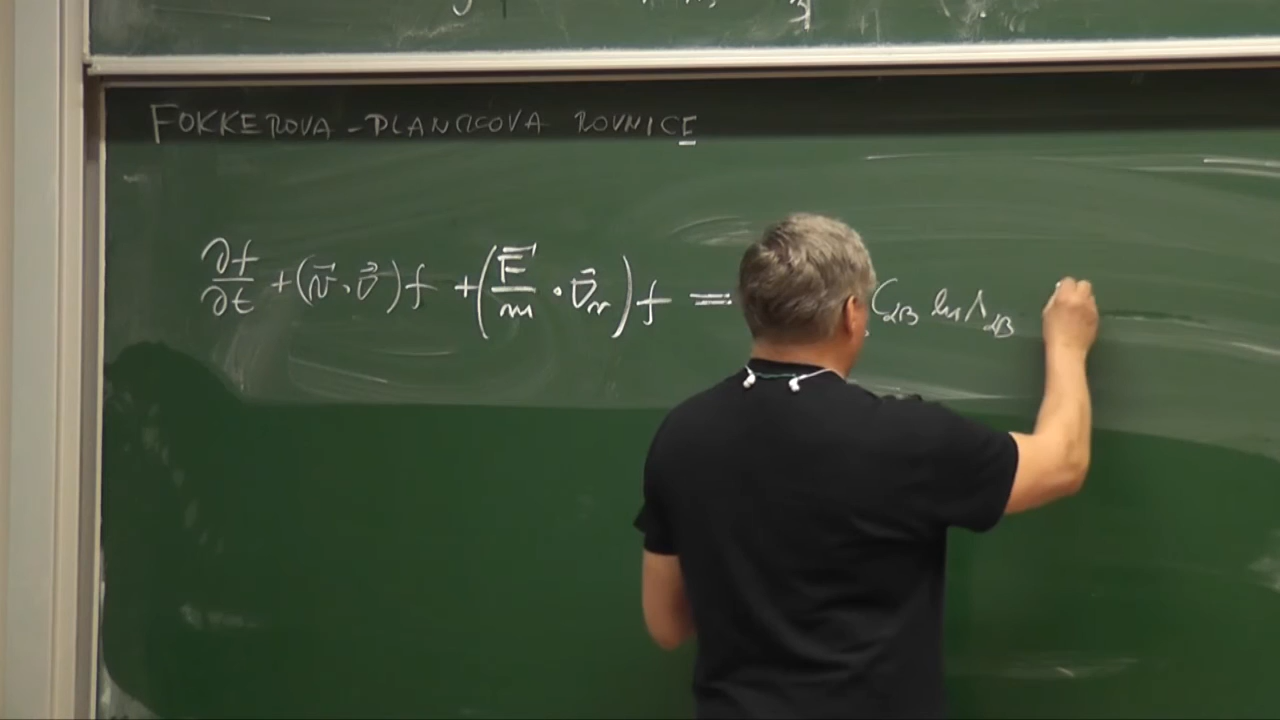 FOKKEROVA-PLANCKOVA ROVNICE
∂f/∂t + (v⃗·∇⃗)f + (F⃗/m · ∇⃗_v)f = C_αβ ln Λ_αβ